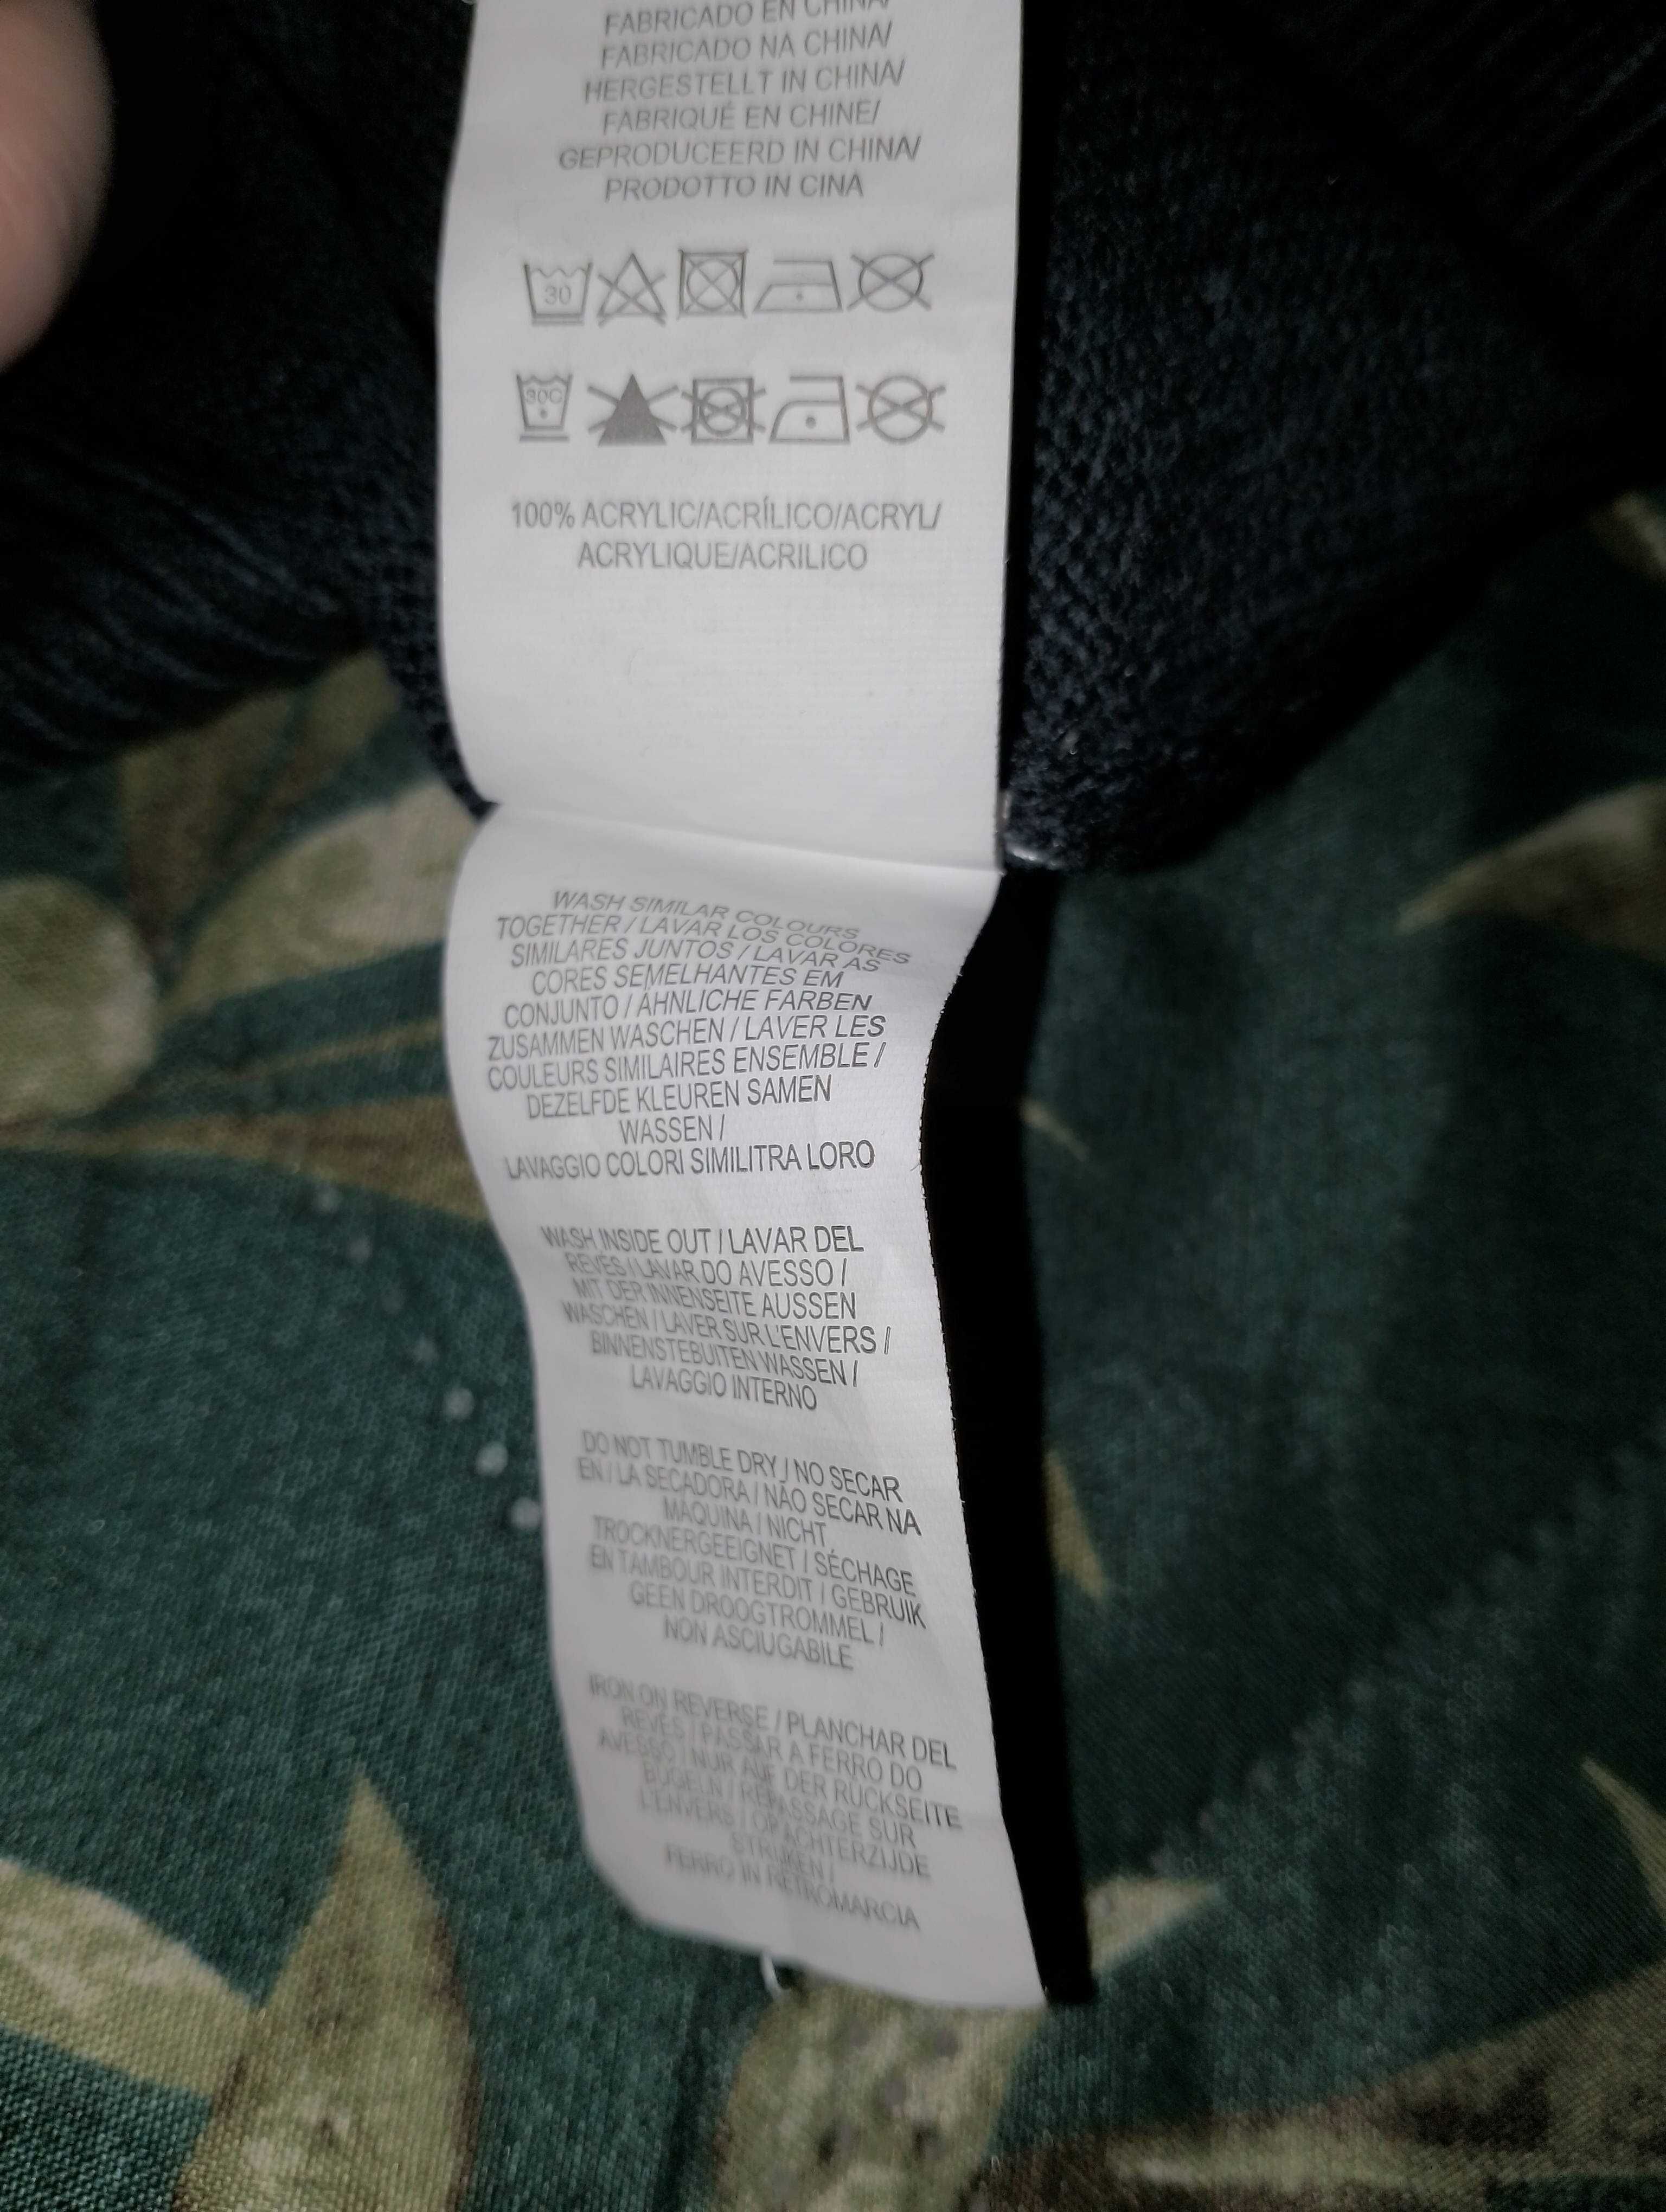 FABRICADO EN CHINA/
FABRICADO NA CHINA/
HERGESTELLT IN CHINA/
FABRIQUÉ EN CHINE/
GEPRODUCEERD IN CHINA/
PRODOTTO IN CINA
30
30C
100% ACRYLIC/ACRÍLICO/ACRYL/
ACRYLIQUE/ACRILICO
WASH SIMILAR COLOURS
TOGETHER / LAVAR LOS COLORES
SIMILARES JUNTOS / LAVAR AS
CORES SEMELHANTES EM
CONJUNTO / ÄHNLICHE FARBEN
ZUSAMMEN WASCHEN / LAVER LES
COULEURS SIMILAIRES ENSEMBLE /
DEZELFDE KLEUREN SAMEN
WASSEN /
LAVAGGIO COLORI SIMILITRA LORO
WASH INSIDE OUT / LAVAR DEL
REVÉS / LAVAR DO AVESSO /
MIT DER INNENSEITE AUSSEN
WASCHEN / LAVER SUR L'ENVERS /
BINNENSTEBUITEN WASSEN /
LAVAGGIO INTERNO
DO NOT TUMBLE DRY / NO SECAR
EN / LA SECADORA / NÃO SECAR NA
MÁQUINA / NICHT
TROCKNERGEEIGNET / SÉCHAGE
EN TAMBOUR INTERDIT / GEBRUIK
GEEN DROOGTROMMEL /
NON ASCIUGABILE
IRON ON REVERSE / PLANCHAR DEL
REVÉS / PASSAR A FERRO DO
AVESSO / NUR AUF DER RÜCKSEITE
BÜGELN / REPASSAGE SUR
L'ENVERS / OP ACHTERZIJDE
STRIJKEN /
FERRO IN RETROMARCIA